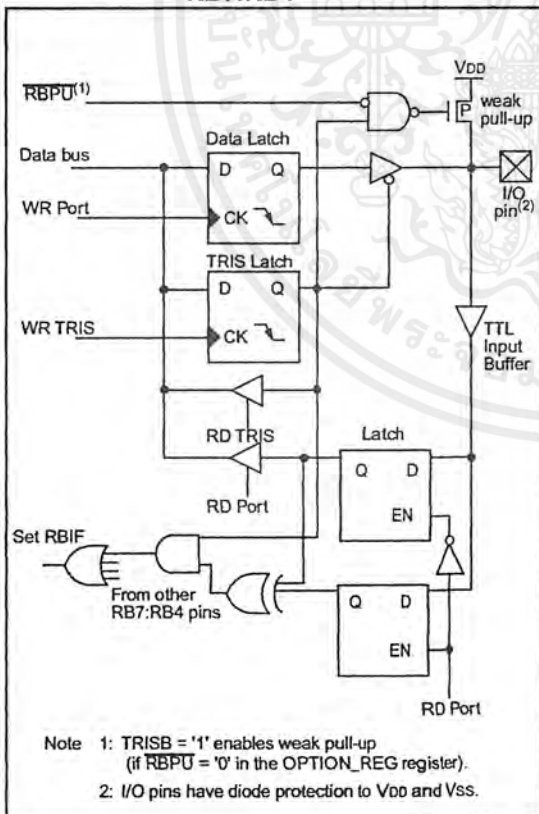 VDD
RBPU(1)
weak
pull-up
Data Latch
Data bus
D
Q
I/O
pin(2)
WR Port
CK
TRIS Latch
D
Q
TTL
Input
Buffer
WR TRIS
CK
RD TRIS
Latch
Q
D
RD Port
EN
Set RBIF
From other
RB7:RB4 pins
Q
D
EN
RD Port
Note 1: TRISB = '1' enables weak pull-up
(if RBPU = '0' in the OPTION_REG register).
2: I/O pins have diode protection to VDD and VSS.
P